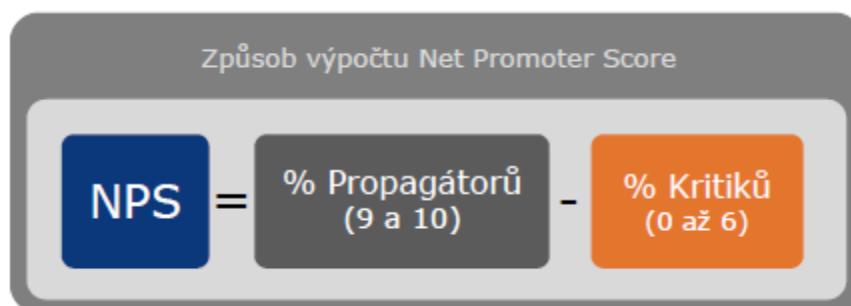 Způsob výpočtu Net Promoter Score
NPS = % Propagátorů - % Kritiků
(9 a 10) (0 až 6)